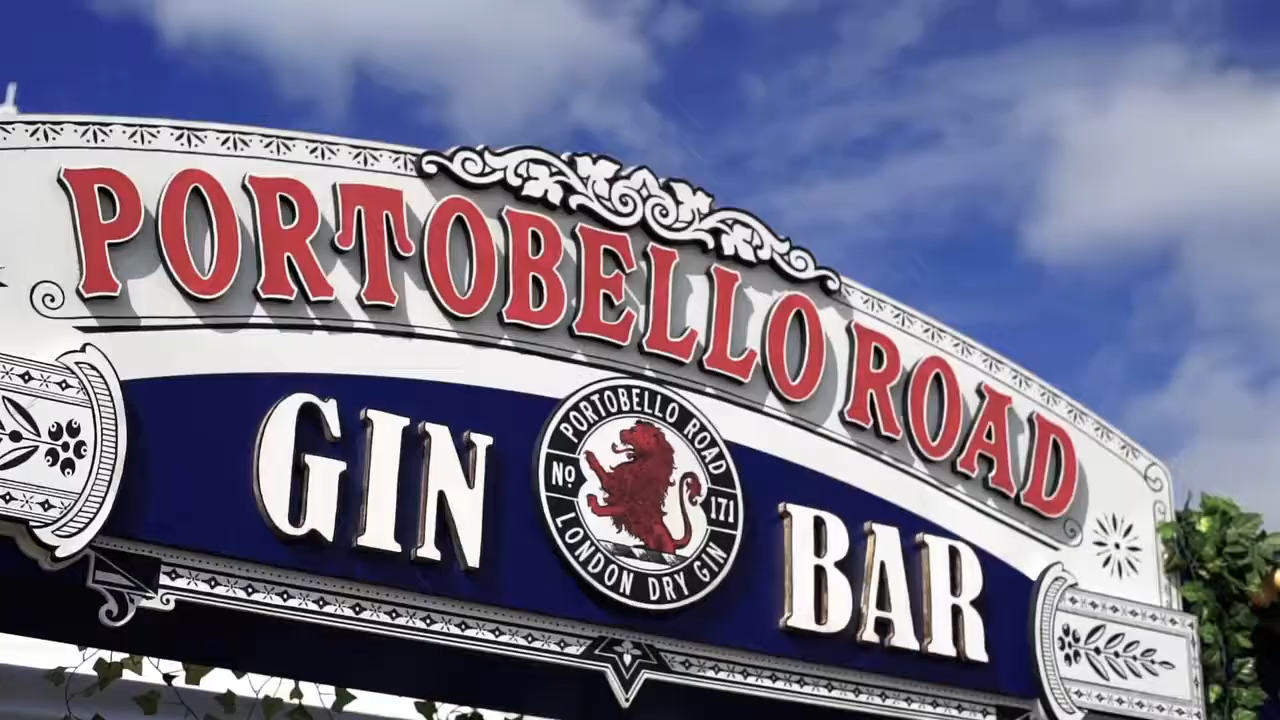 PORTOBELLO ROAD
GIN BAR
PORTOBELLO ROAD
No 171
LONDON DRY GIN